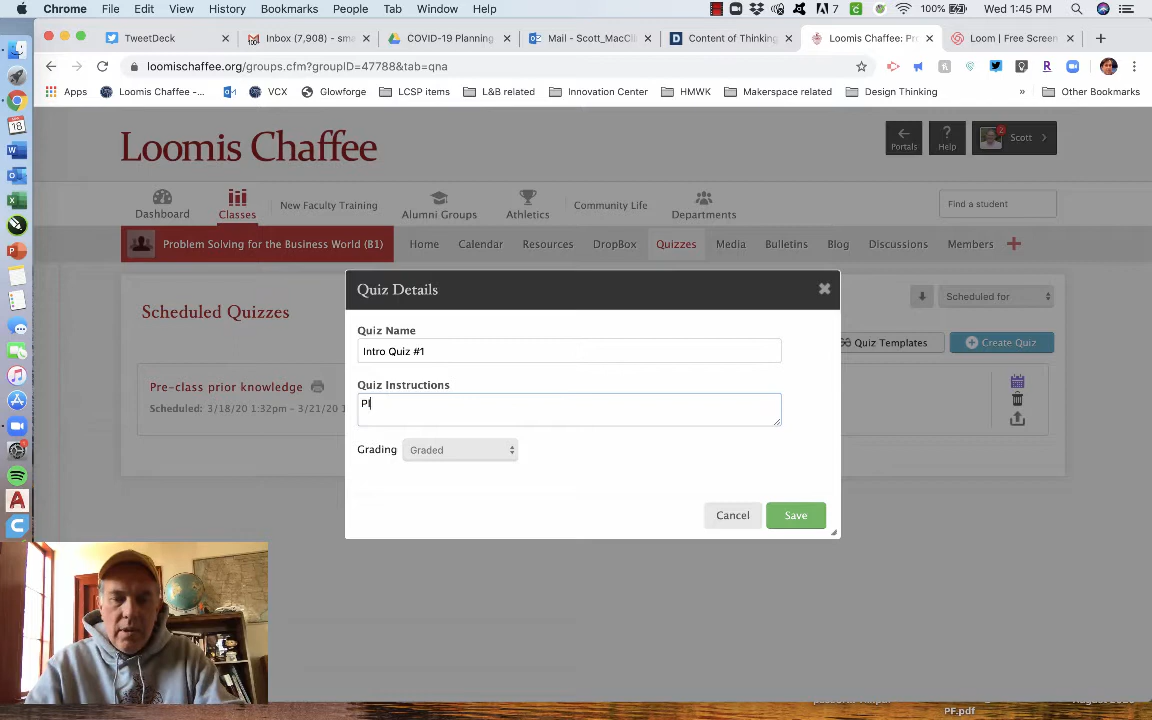 Chrome File Edit View History Bookmarks People Tab Window Help 7 100% Wed 1:45 PM
TweetDeck Inbox (7,908) - sma COVID-19 Planning Mail - Scott_MacCli Content of Thinking Loomis Chaffee: Pr Loom | Free Screen
loomischaffee.org/groups.cfm?groupID=47788&tab=qna
Apps Loomis Chaffee -... VCX Glowforge LCSP items L&B related Innovation Center HMWK Makerspace related Design Thinking » Other Bookmarks
Loomis Chaffee
Portals Help 2 Scott
Dashboard Classes New Faculty Training Alumni Groups Athletics Community Life Departments Find a student
Problem Solving for the Business World (B1) Home Calendar Resources DropBox Quizzes Media Bulletins Blog Discussions Members
Quiz Details
Scheduled Quizzes Scheduled for
Quiz Name
Intro Quiz #1
Quiz Templates Create Quiz
Quiz Instructions
Pl
Pre-class prior knowledge
Scheduled: 3/18/20 1:32pm - 3/21/20 1
Grading Graded
Cancel Save
PF.pdf